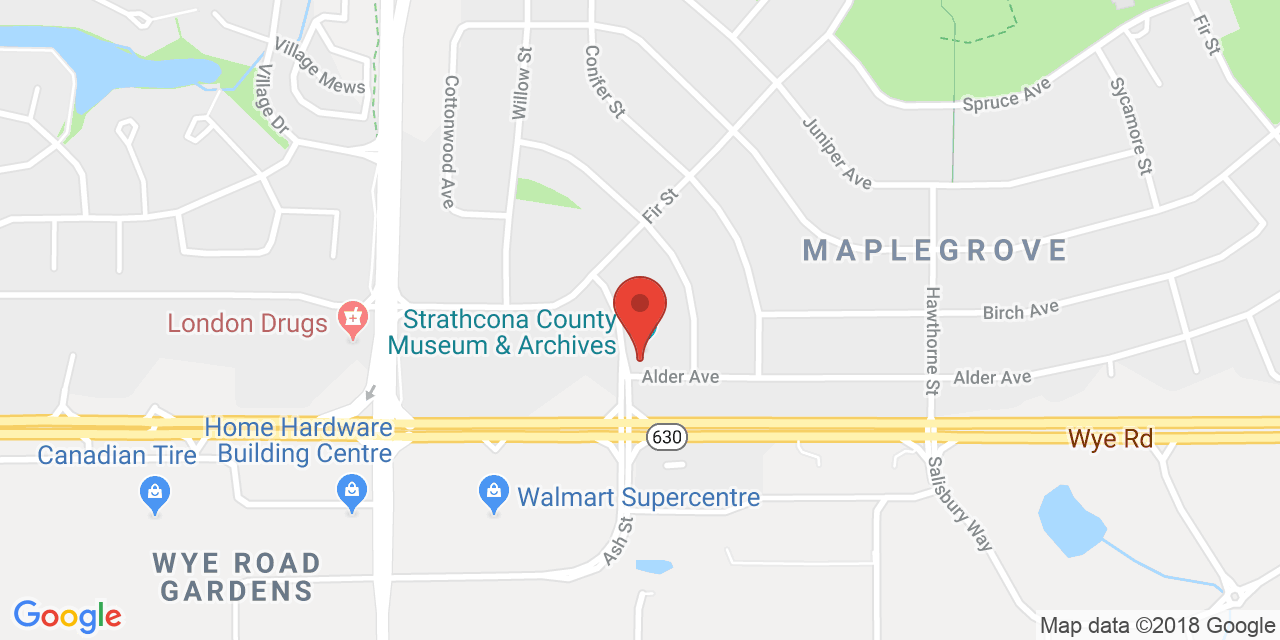 Fir St
Village Mews
Willow St
Conifer St
Cottonwood Ave
Village Dr
Spruce Ave
Sycamore St
Juniper Ave
Fir St
MAPLEGROVE
Hawthorne St
Birch Ave
London Drugs
Strathcona County
Museum & Archives
Alder Ave
Alder Ave
Home Hardware
Building Centre
630
Wye Rd
Canadian Tire
Walmart Supercentre
Salisbury Way
Ash St
WYE ROAD
GARDENS
Google
Map data ©2018 Google